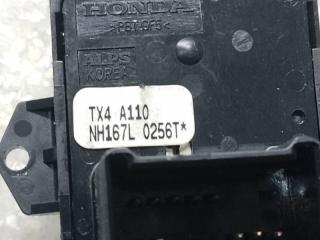 HONDA
ALPS
KOREA
TX4 A110
NH167L 0256T*